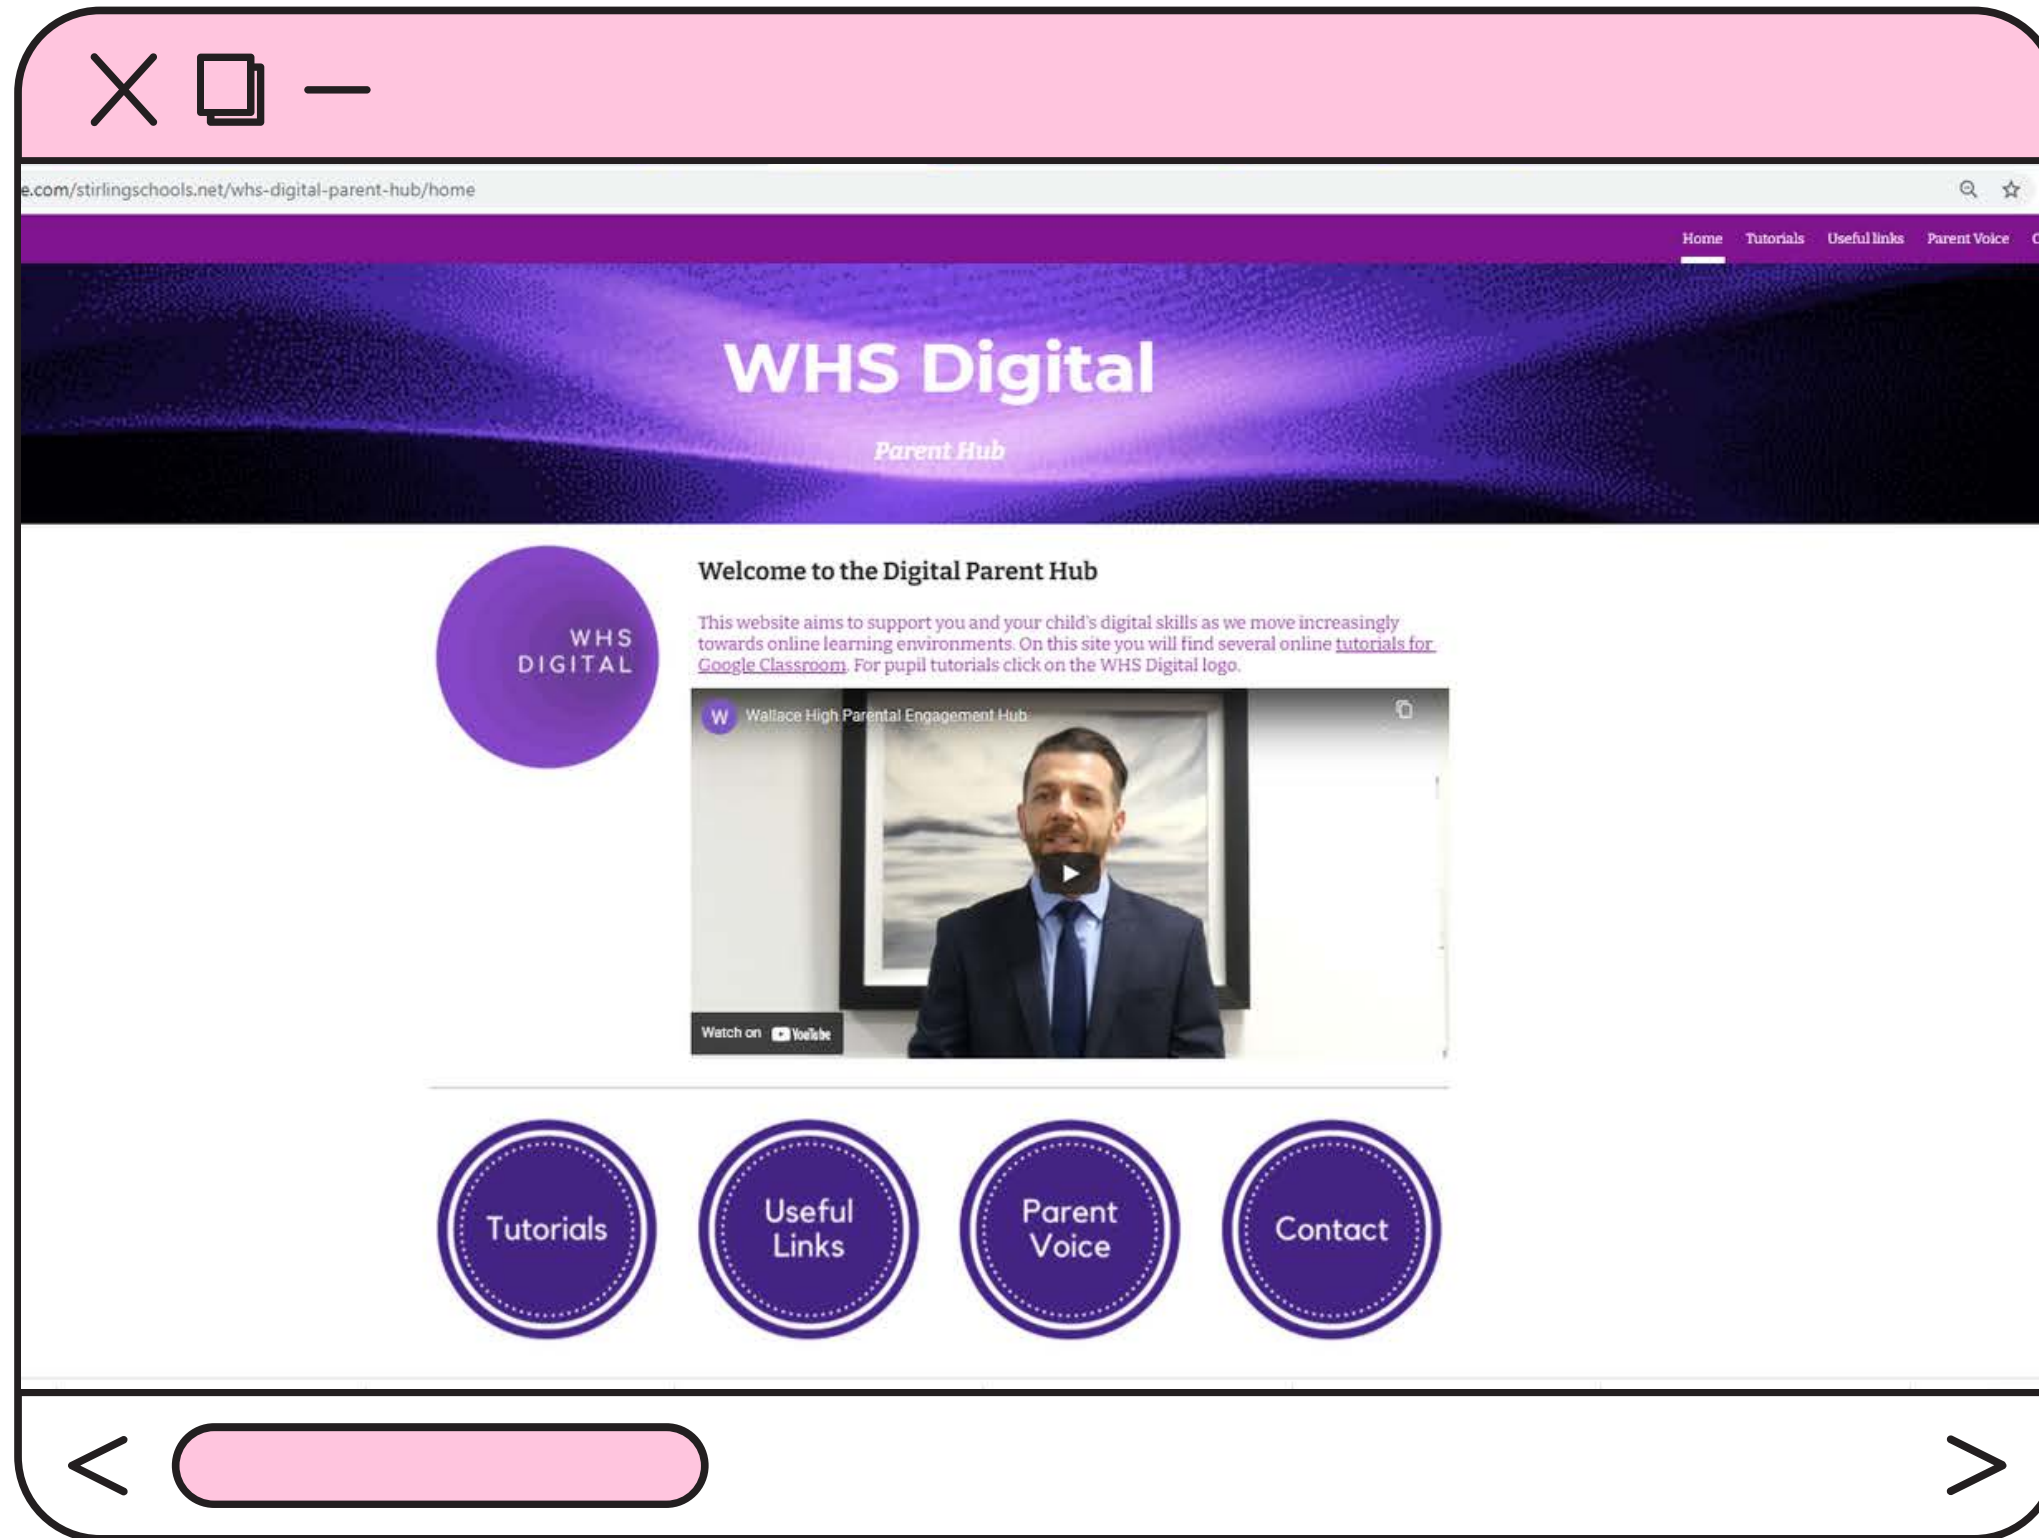 e.com/stirlingschools.net/whs-digital-parent-hub/home
Home Tutorials Useful links Parent Voice
WHS Digital
Parent Hub
WHS
DIGITAL
Welcome to the Digital Parent Hub
This website aims to support you and your child's digital skills as we move increasingly
towards online learning environments. On this site you will find several online tutorials for
Google Classroom. For pupil tutorials click on the WHS Digital logo.
W Wallace High Parental Engagement Hub
Watch on YouTube
Tutorials
Useful
Links
Parent
Voice
Contact